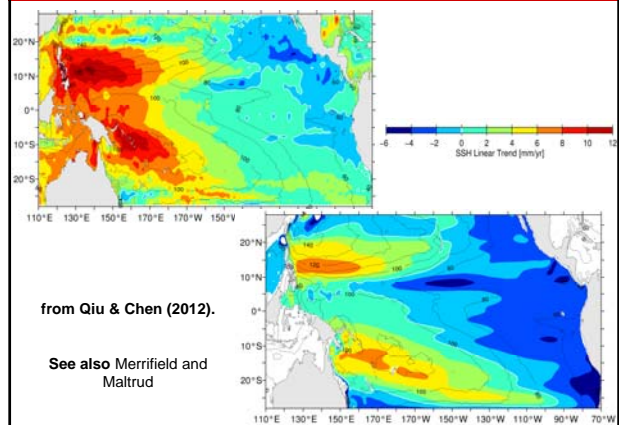 20°N
10°N
0°
10°S
20°S
110°E 130°E 150°E 170°E 170°W 150°W
-6 -4 -2 0 2 4 6 8 10 12
SSH Linear Trend [mm/yr]
from Qiu & Chen (2012).
See also Merrifield and
Maltrud
20°N
10°N
0°
10°S
20°S
110°E 130°E 150°E 170°E 170°W 150°W 130°W 110°W 90°W 70°W